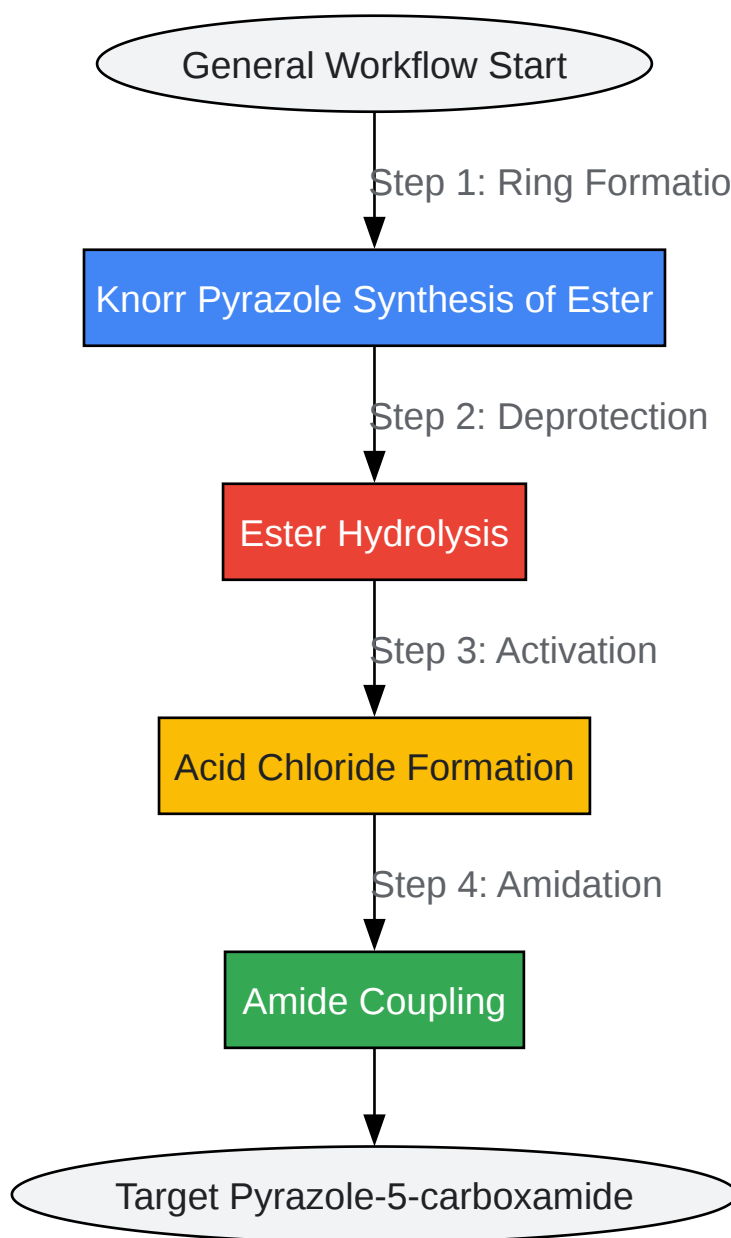 General Workflow Start
Step 1: Ring Formatio
Knorr Pyrazole Synthesis of Ester
Step 2: Deprotection
Ester Hydrolysis
Step 3: Activation
Acid Chloride Formation
Step 4: Amidation
Amide Coupling
Target Pyrazole-5-carboxamide